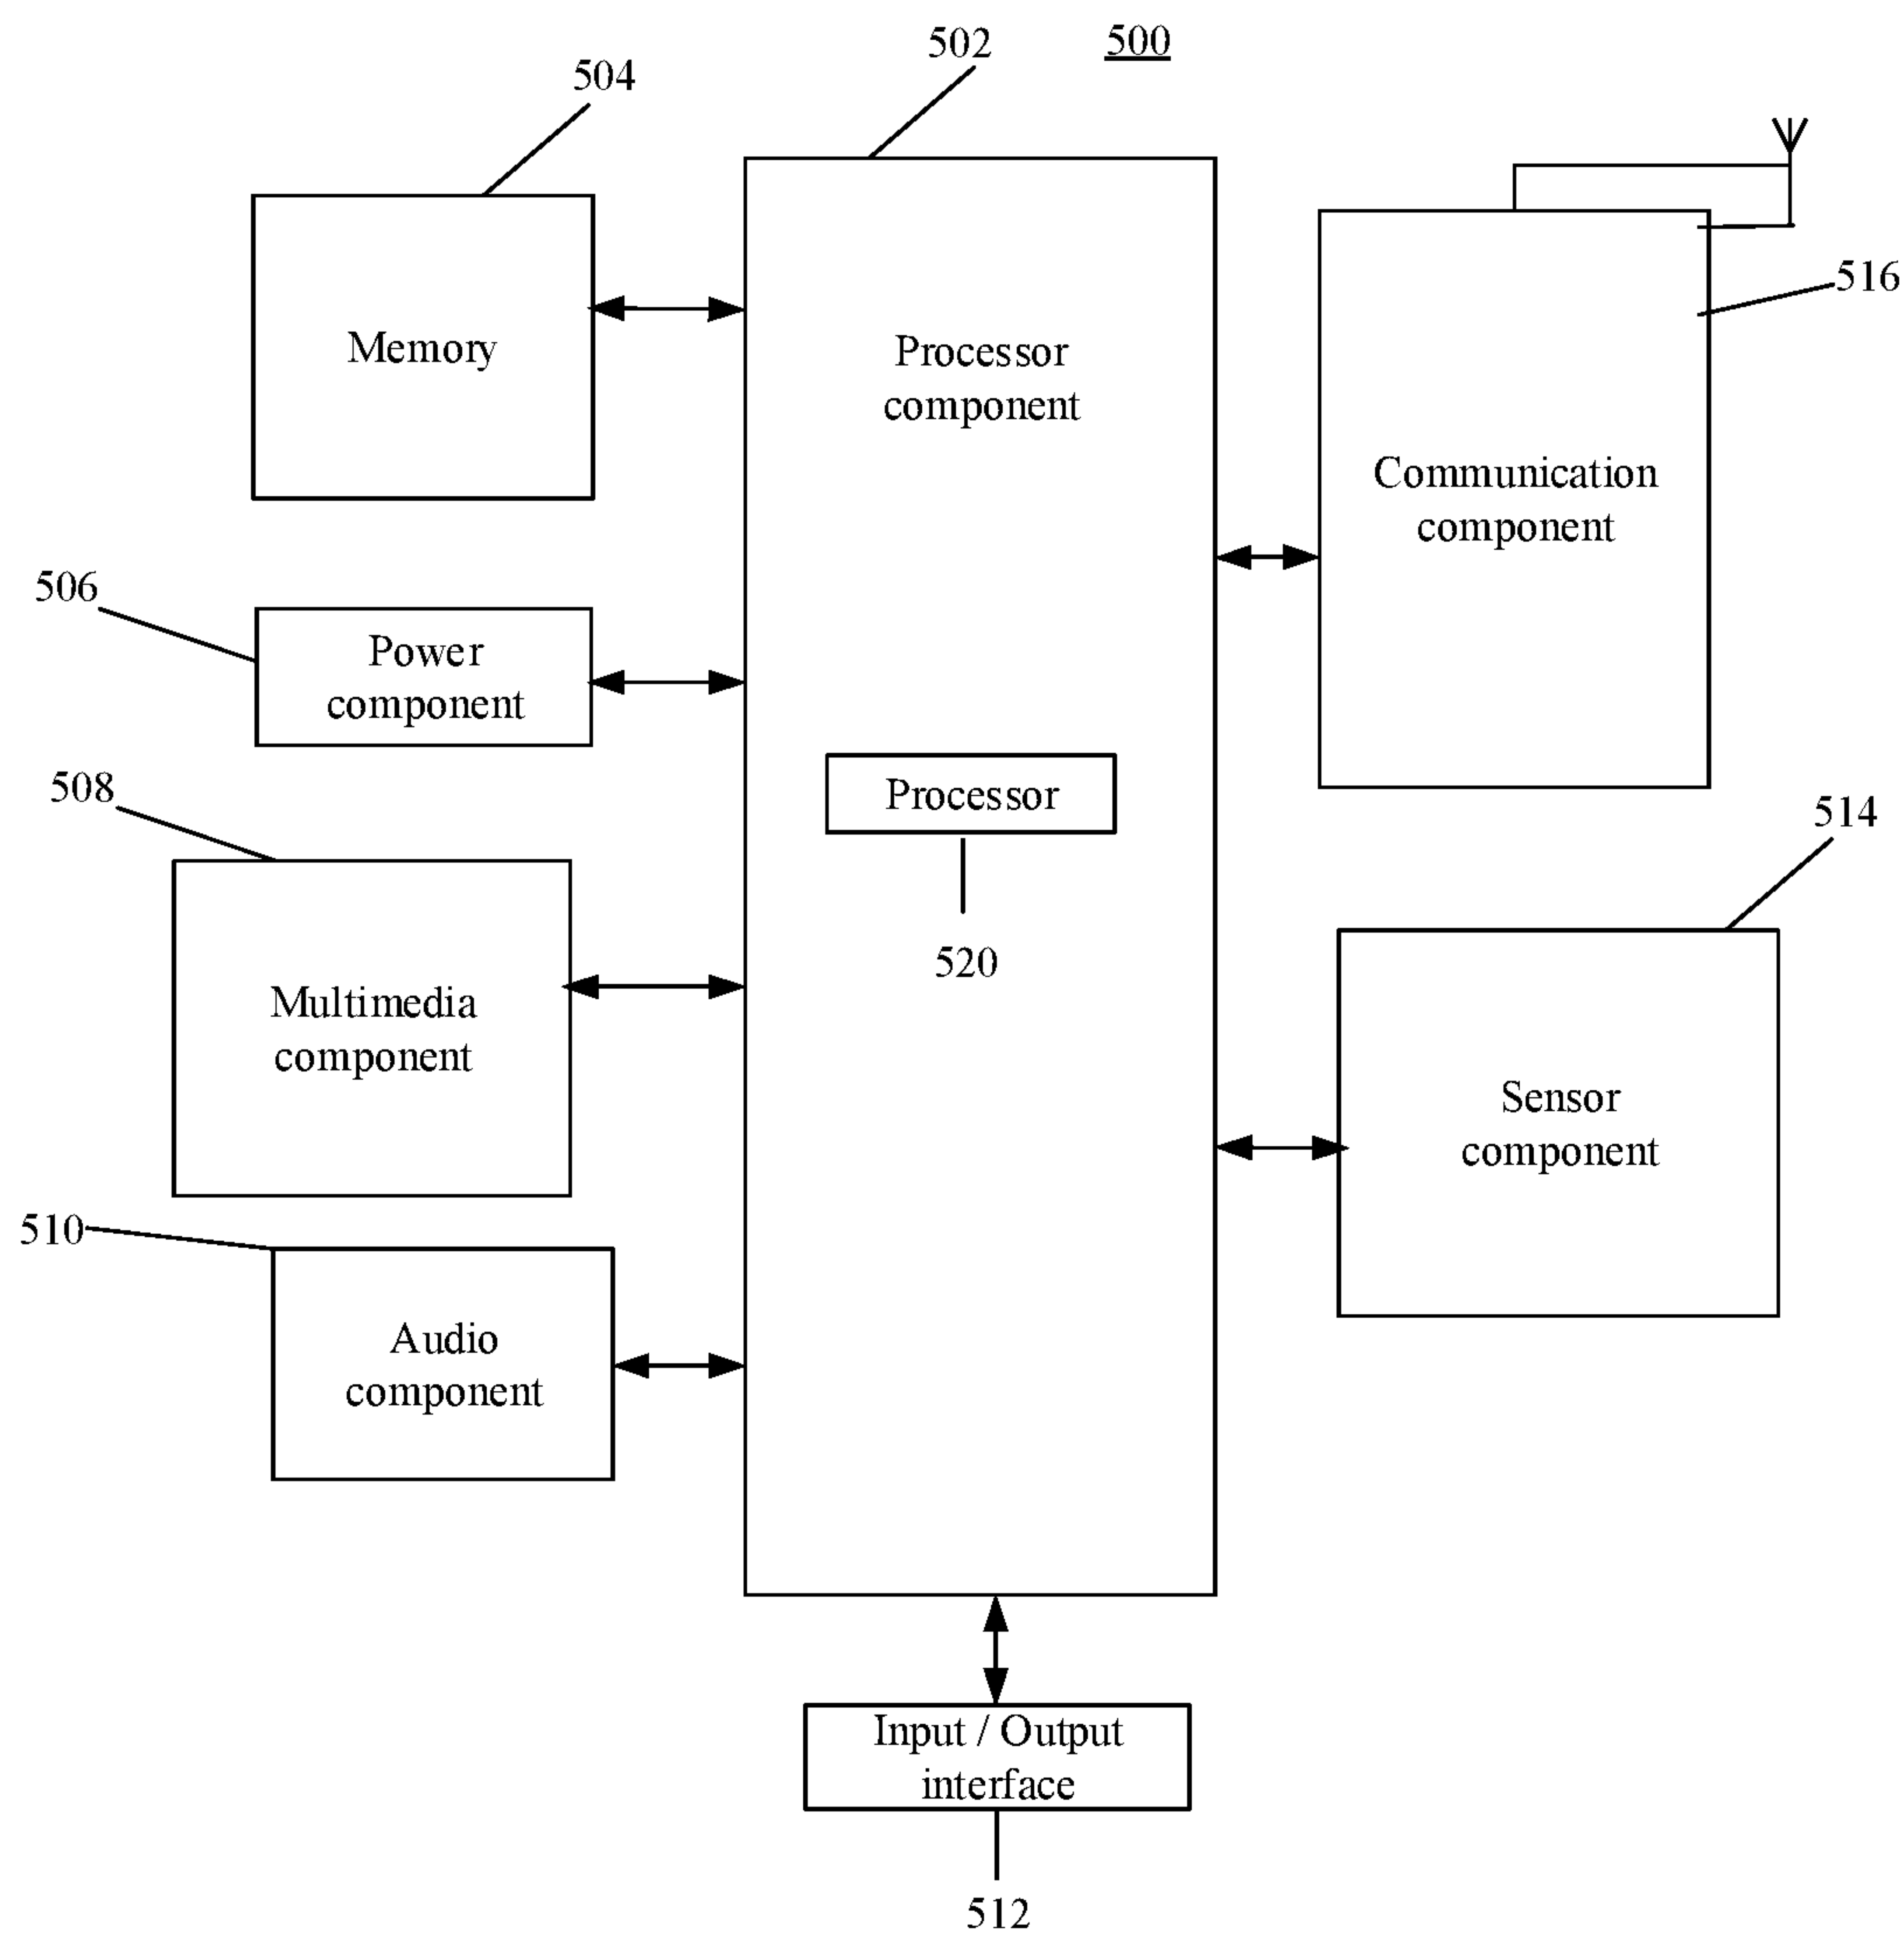 502
500
504
Memory
Processor
component
516
Communication
component
506
Power
component
508
Processor
514
520
Multimedia
component
Sensor
component
510
Audio
component
Input / Output
interface
512